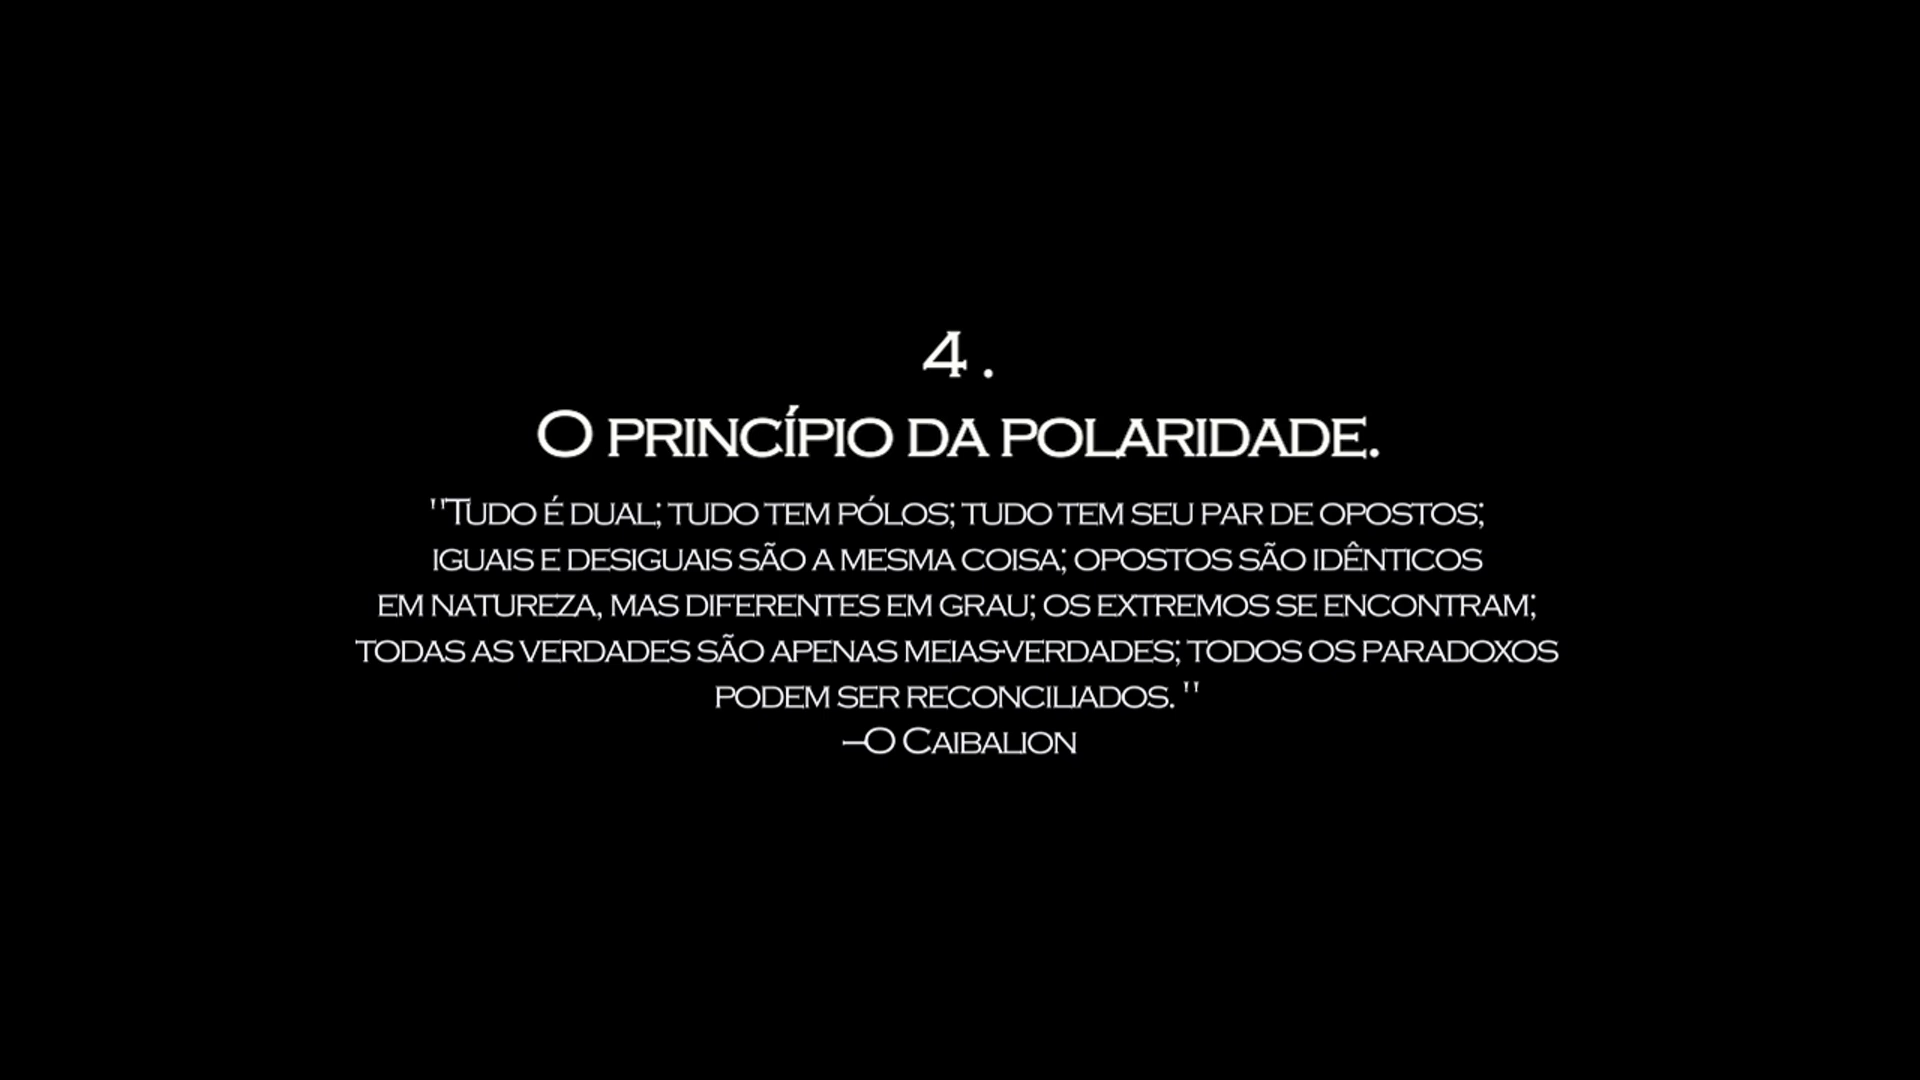 4.
O princípio da polaridade.
"Tudo é dual; tudo tem pólos; tudo tem seu par de opostos;
iguais e desiguais são a mesma coisa; opostos são idênticos
em natureza, mas diferentes em grau; os extremos se encontram;
todas as verdades são apenas meias-verdades; todos os paradoxos
podem ser reconciliados."
—O Caibalion